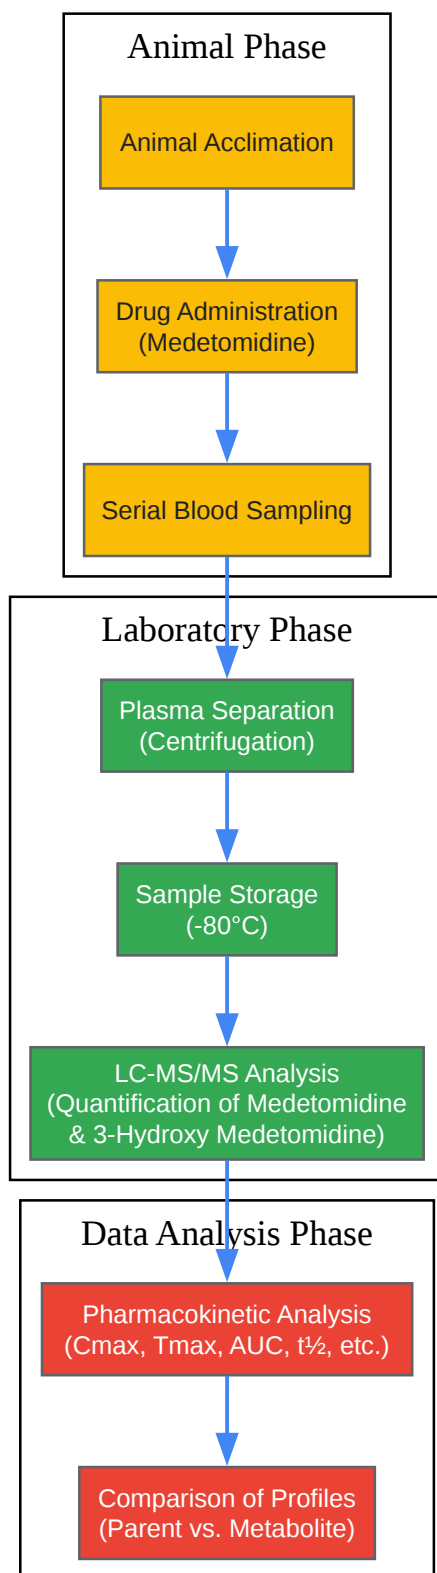 Animal Phase
Animal Acclimation
Drug Administration
(Medetomidine)
Serial Blood Sampling
Laboratory Phase
Plasma Separation
(Centrifugation)
Sample Storage
(-80°C)
LC-MS/MS Analysis
(Quantification of Medetomidine
& 3-Hydroxy Medetomidine)
Data Analysis Phase
Pharmacokinetic Analysis
(Cmax, Tmax, AUC, t½, etc.)
Comparison of Profiles
(Parent vs. Metabolite)